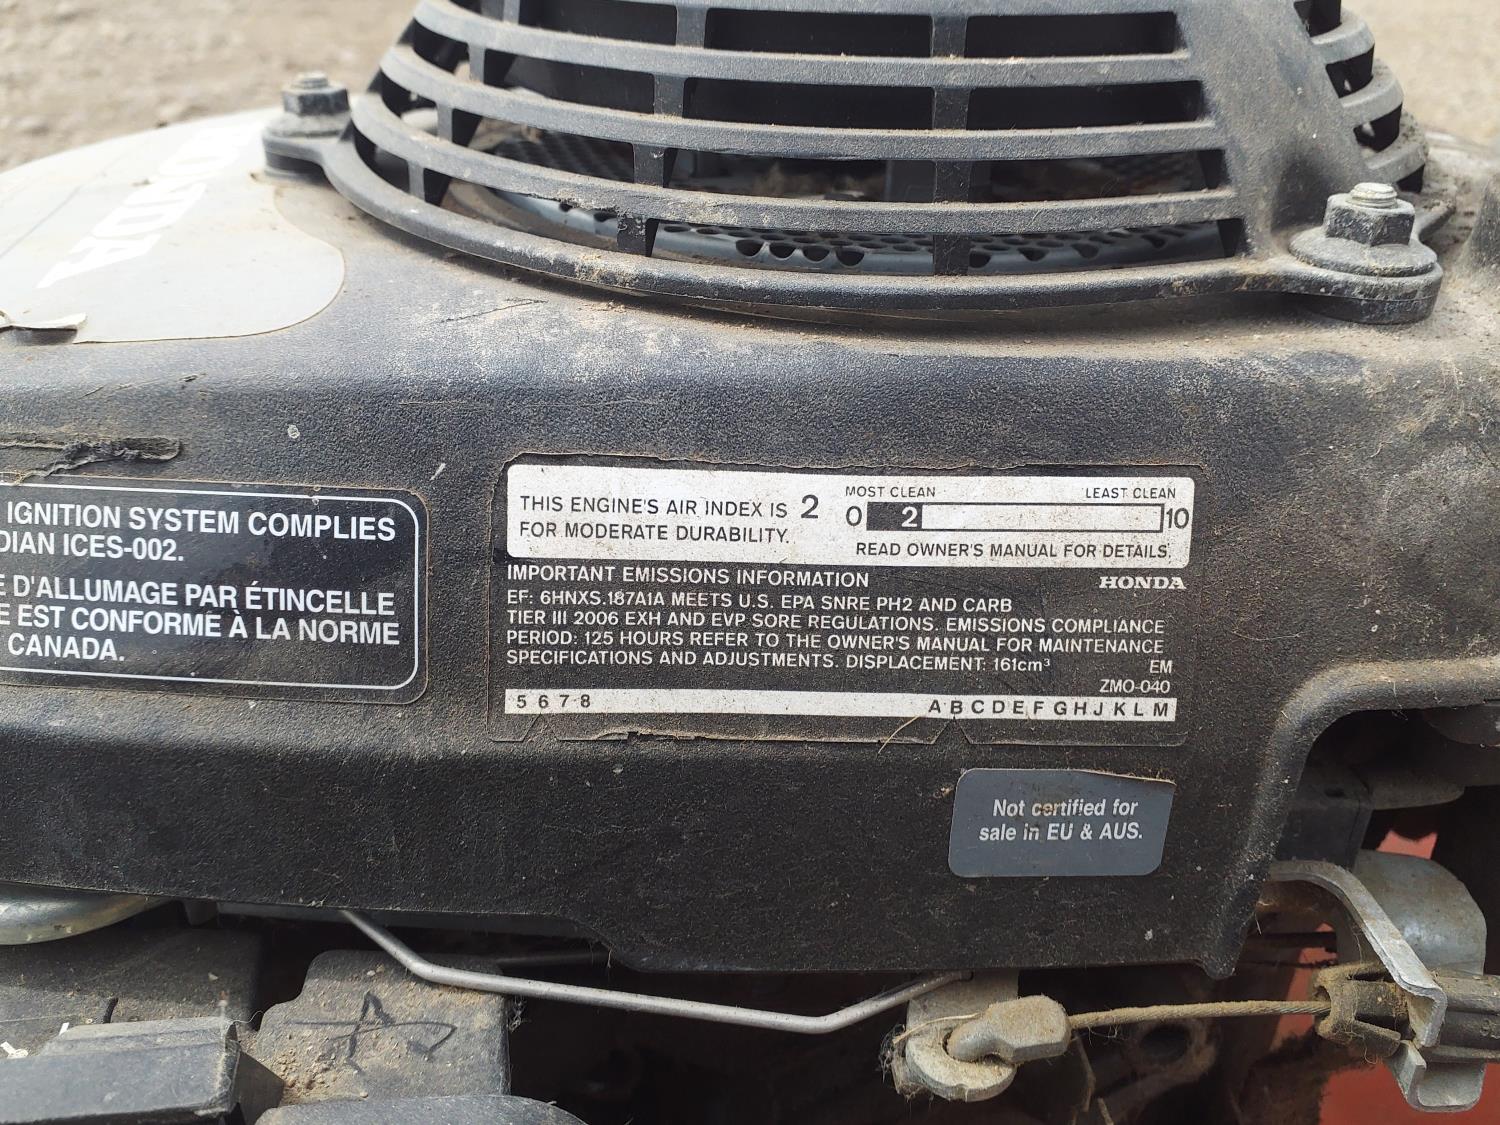 HONDA
IGNITION SYSTEM COMPLIES
DIAN ICES-002.
E D'ALLUMAGE PAR ÉTINCELLE
E EST CONFORME À LA NORME
CANADA.
THIS ENGINE'S AIR INDEX IS 2
FOR MODERATE DURABILITY.
MOST CLEAN LEAST CLEAN
0 2 10
READ OWNER'S MANUAL FOR DETAILS.
IMPORTANT EMISSIONS INFORMATION HONDA
EF: 6HNXS.187A1A MEETS U.S. EPA SNRE PH2 AND CARB
TIER III 2006 EXH AND EVP SORE REGULATIONS. EMISSIONS COMPLIANCE
PERIOD: 125 HOURS REFER TO THE OWNER'S MANUAL FOR MAINTENANCE
SPECIFICATIONS AND ADJUSTMENTS. DISPLACEMENT: 161cm³ EM
ZMO-040
5 6 7 8 A B C D E F G H J K L M
Not certified for
sale in EU & AUS.